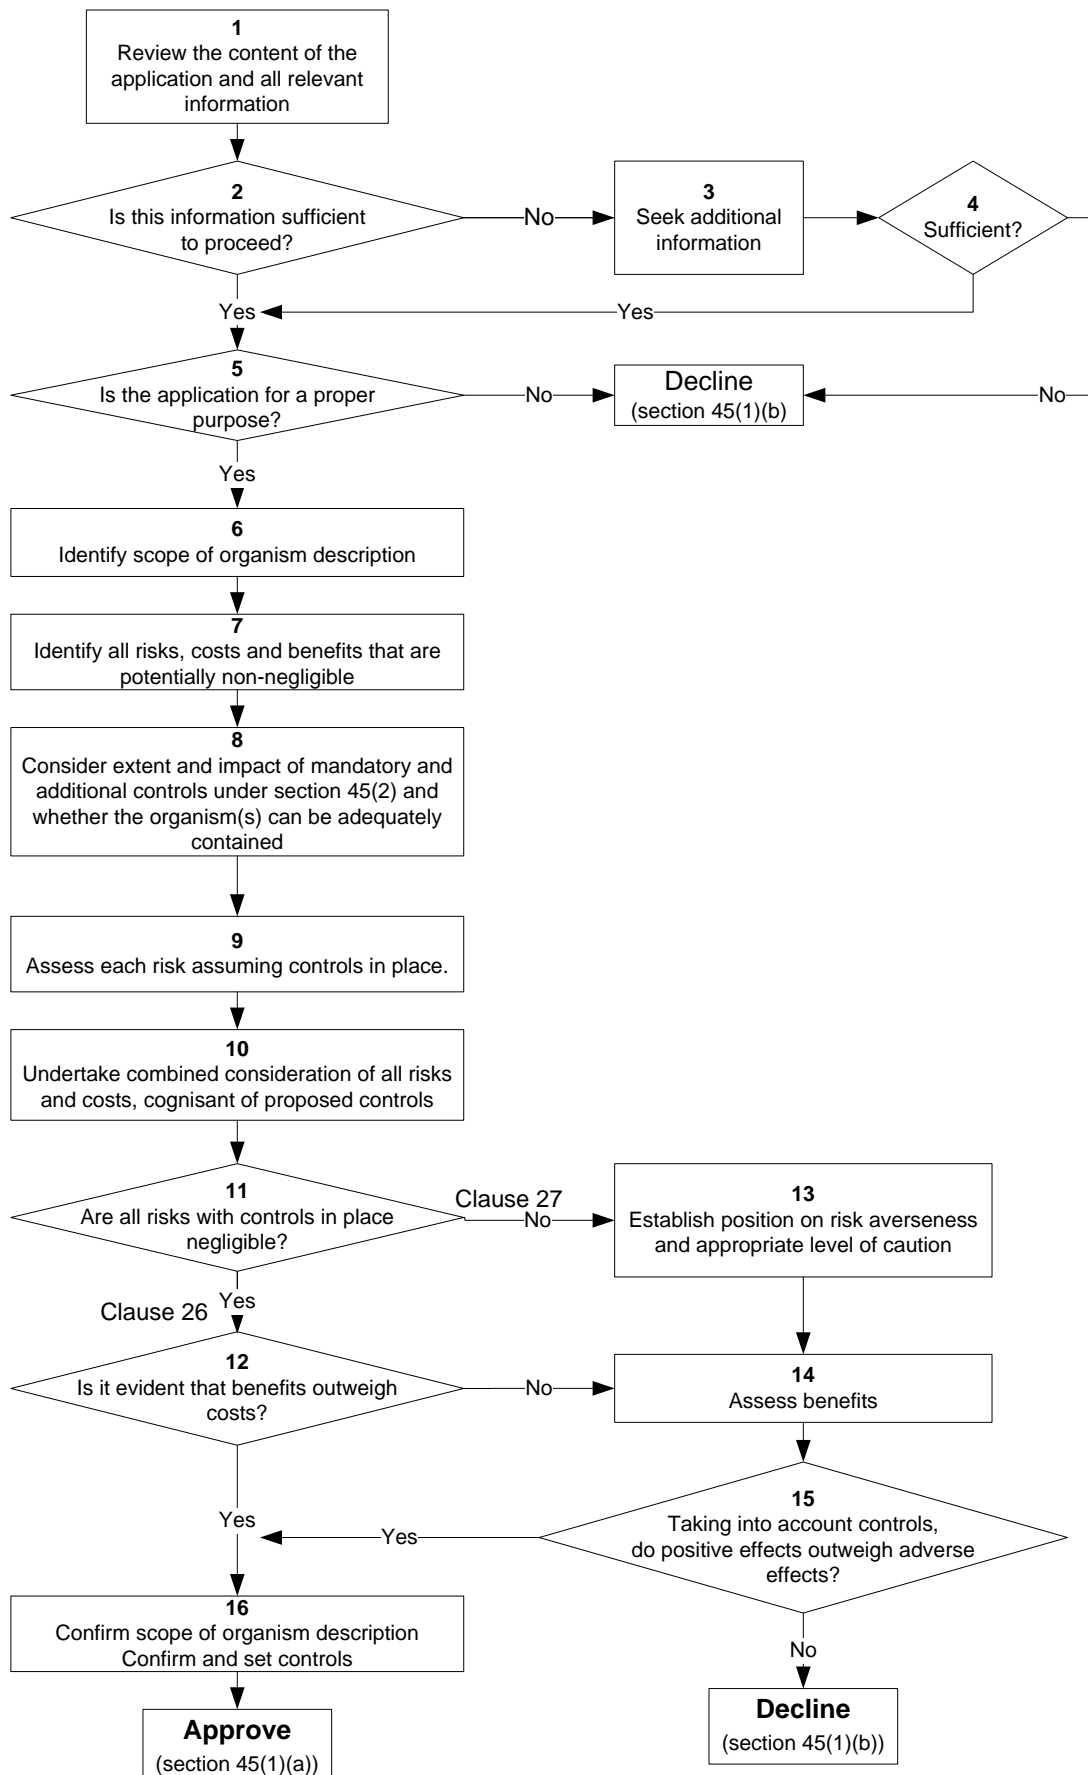 1
Review the content of the
application and all relevant
information
2
Is this information sufficient
to proceed?
No
3
Seek additional
information
4
Sufficient?
Yes
Yes
5
Is the application for a proper
purpose?
No
Decline
(section 45(1)(b)
No
Yes
6
Identify scope of organism description
7
Identify all risks, costs and benefits that are
potentially non-negligible
8
Consider extent and impact of mandatory and
additional controls under section 45(2) and
whether the organism(s) can be adequately
contained
9
Assess each risk assuming controls in place.
10
Undertake combined consideration of all risks
and costs, cognisant of proposed controls
11
Are all risks with controls in place
negligible?
Clause 27
No
13
Establish position on risk averseness
and appropriate level of caution
Clause 26
Yes
12
Is it evident that benefits outweigh
costs?
No
14
Assess benefits
15
Taking into account controls,
do positive effects outweigh adverse
effects?
Yes
Yes
16
Confirm scope of organism description
Confirm and set controls
No
Approve
(section 45(1)(a))
Decline
(section 45(1)(b))